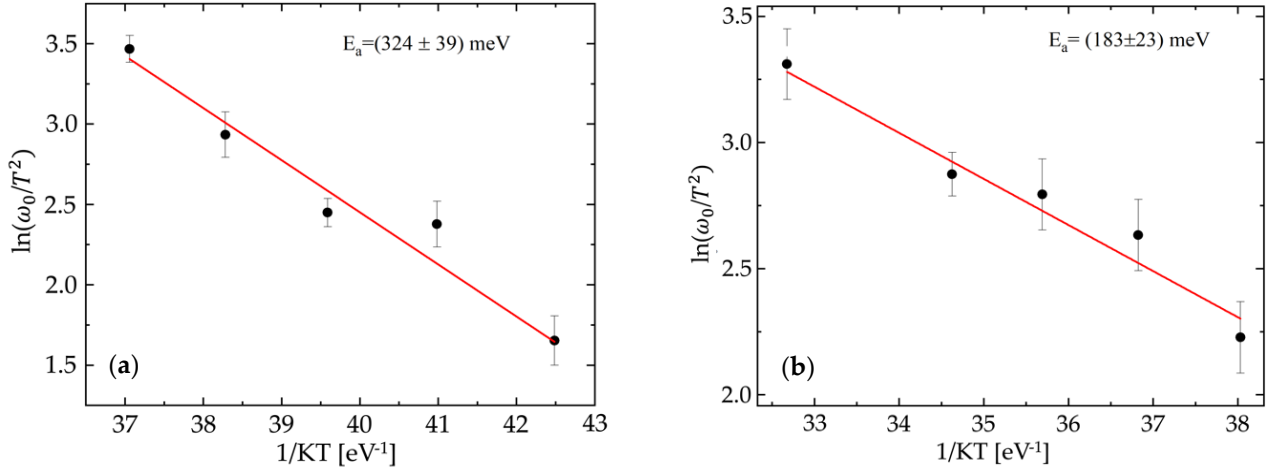 E_a=(324 ± 39) meV
3.5
3.0
2.5
2.0
1.5
ln(ω₀/T²)
(a)
37 38 39 40 41 42 43
1/KT [eV⁻¹]
E_a= (183±23) meV
3.5
3.0
2.5
2.0
ln(ω₀/T²)
(b)
33 34 35 36 37 38
1/KT [eV⁻¹]